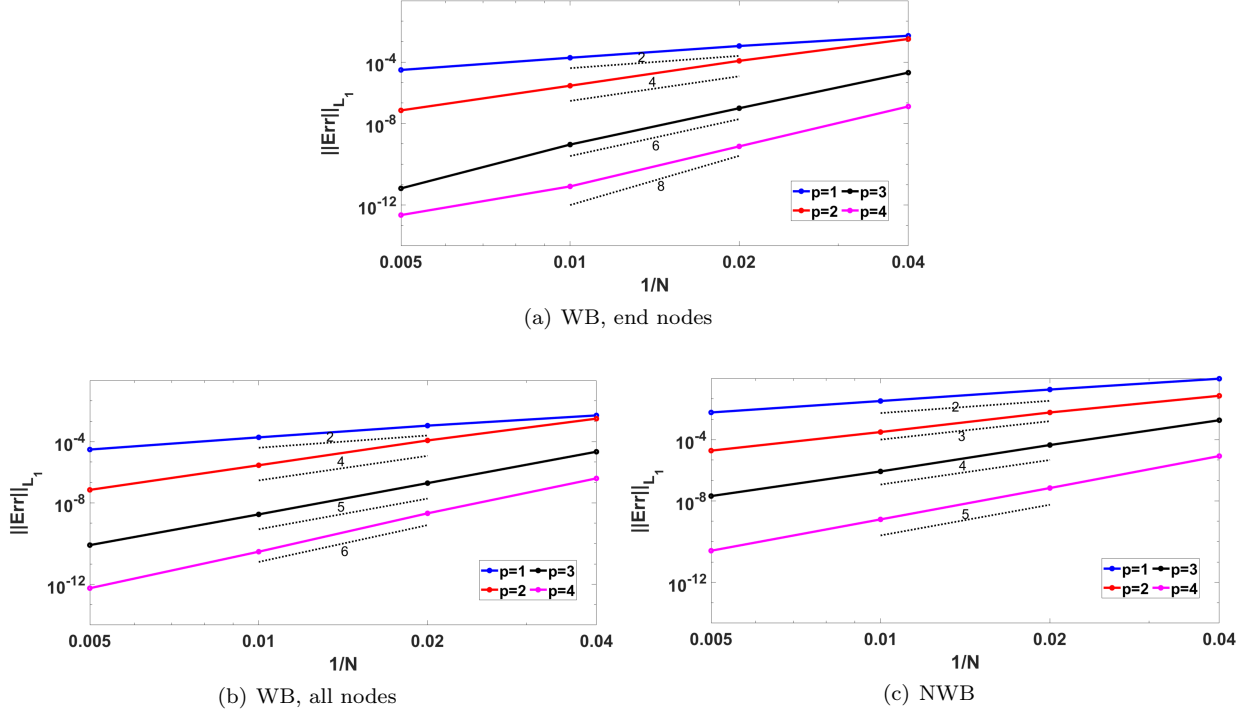 ||Err||_{L_1}
10^{-4}
10^{-8}
10^{-12}
2
4
6
8
p=1 p=3
p=2 p=4
0.005 0.01 0.02 0.04
1/N
(a) WB, end nodes
||Err||_{L_1}
10^{-4}
10^{-8}
10^{-12}
2
4
5
6
p=1 p=3
p=2 p=4
0.005 0.01 0.02 0.04
1/N
(b) WB, all nodes
||Err||_{L_1}
10^{-4}
10^{-8}
10^{-12}
2
3
4
5
p=1 p=3
p=2 p=4
0.005 0.01 0.02 0.04
1/N
(c) NWB